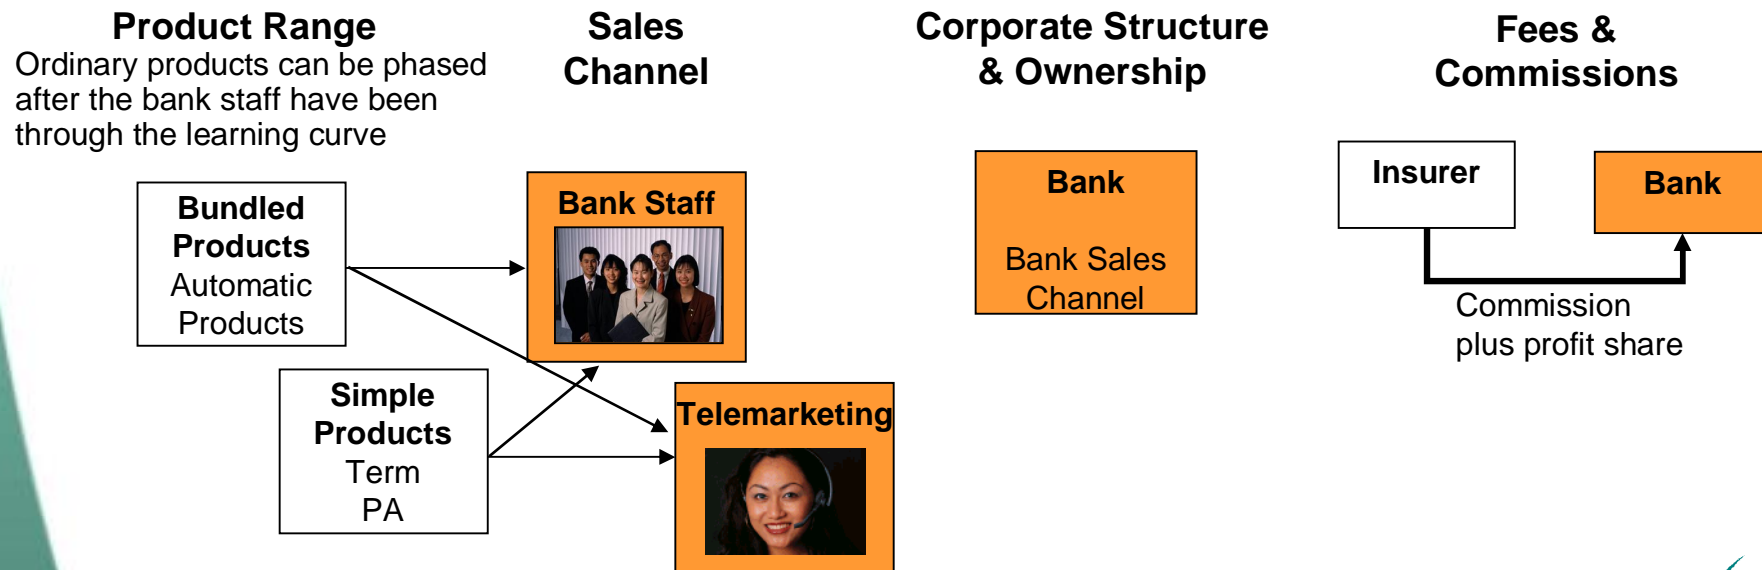 Product Range
Ordinary products can be phased
after the bank staff have been
through the learning curve
Sales
Channel
Corporate Structure
& Ownership
Fees &
Commissions
Bundled
Products
Automatic
Products
Simple
Products
Term
PA
Bank Staff
Telemarketing
Bank
Bank Sales
Channel
Insurer
Bank
Commission
plus profit share